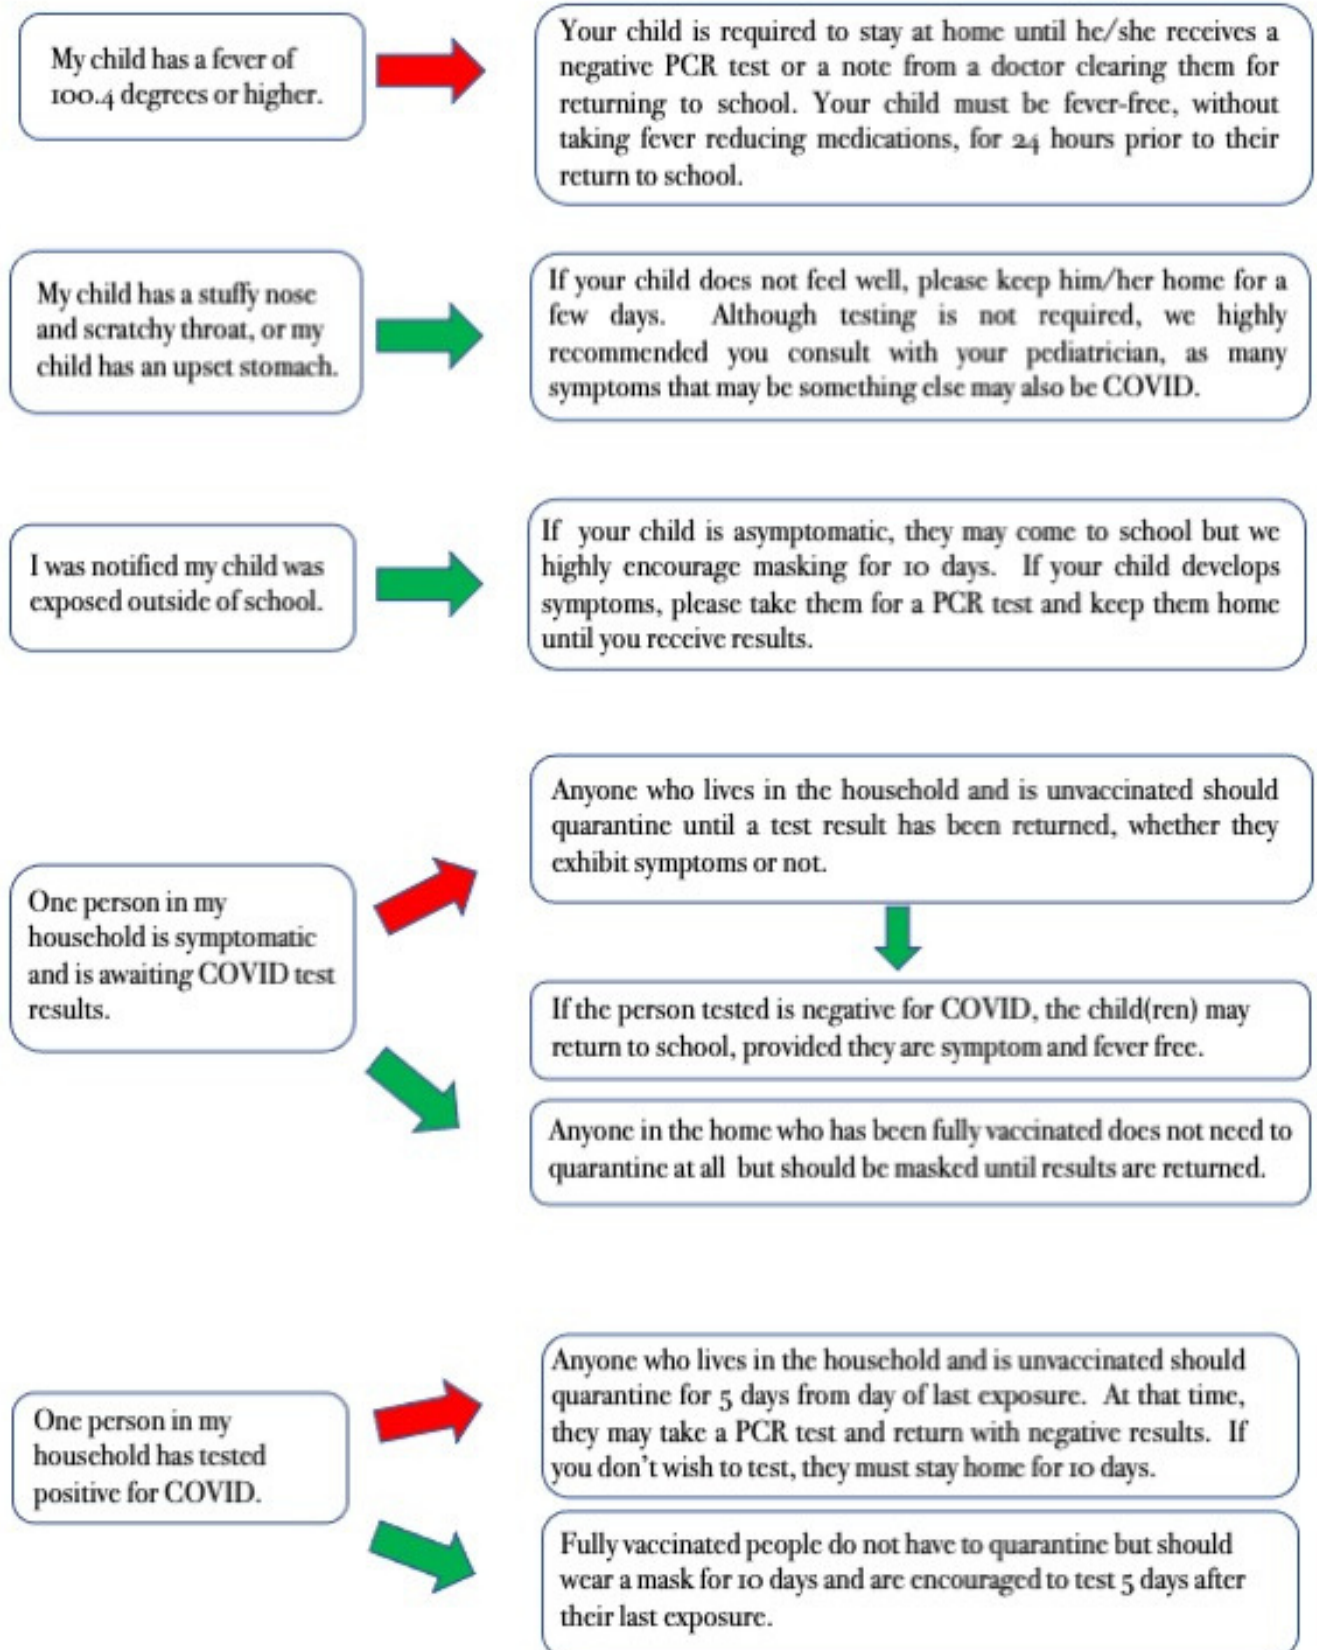 My child has a fever of
100.4 degrees or higher.
Your child is required to stay at home until he/she receives a
negative PCR test or a note from a doctor clearing them for
returning to school. Your child must be fever-free, without
taking fever reducing medications, for 24 hours prior to their
return to school.
My child has a stuffy nose
and scratchy throat, or my
child has an upset stomach.
If your child does not feel well, please keep him/her home for a
few days. Although testing is not required, we highly
recommended you consult with your pediatrician, as many
symptoms that may be something else may also be COVID.
I was notified my child was
exposed outside of school.
If your child is asymptomatic, they may come to school but we
highly encourage masking for 10 days. If your child develops
symptoms, please take them for a PCR test and keep them home
until you receive results.
One person in my
household is symptomatic
and is awaiting COVID test
results.
Anyone who lives in the household and is unvaccinated should
quarantine until a test result has been returned, whether they
exhibit symptoms or not.
If the person tested is negative for COVID, the child(ren) may
return to school, provided they are symptom and fever free.
Anyone in the home who has been fully vaccinated does not need to
quarantine at all but should be masked until results are returned.
One person in my
household has tested
positive for COVID.
Anyone who lives in the household and is unvaccinated should
quarantine for 5 days from day of last exposure. At that time,
they may take a PCR test and return with negative results. If
you don't wish to test, they must stay home for 10 days.
Fully vaccinated people do not have to quarantine but should
wear a mask for 10 days and are encouraged to test 5 days after
their last exposure.